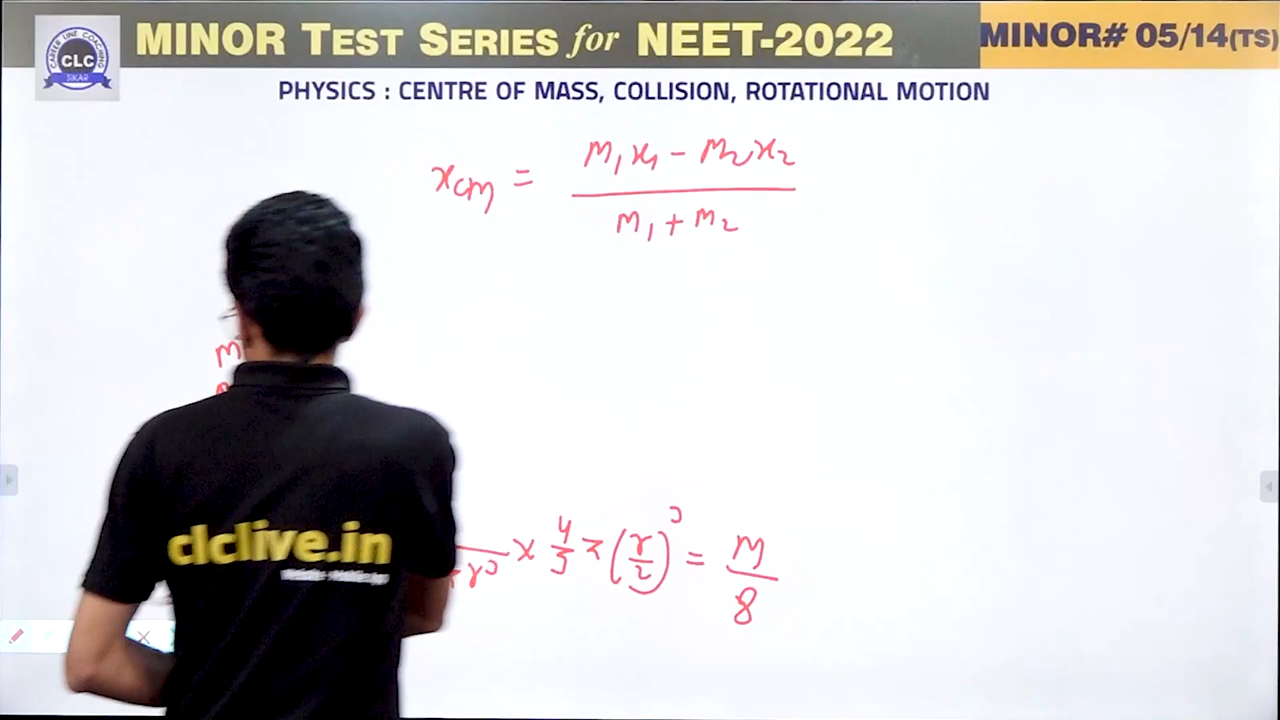 MINOR TEST SERIES for NEET-2022
MINOR# 05/14(TS)
CAREER LINE COACHING
CLC
SIKAR
PHYSICS : CENTRE OF MASS, COLLISION, ROTATIONAL MOTION
x_cm = (m₁x₁ - m₂x₂) / (m₁ + m₂)
m
× 4/3 π (r/2)³ = M/8
clclive.in